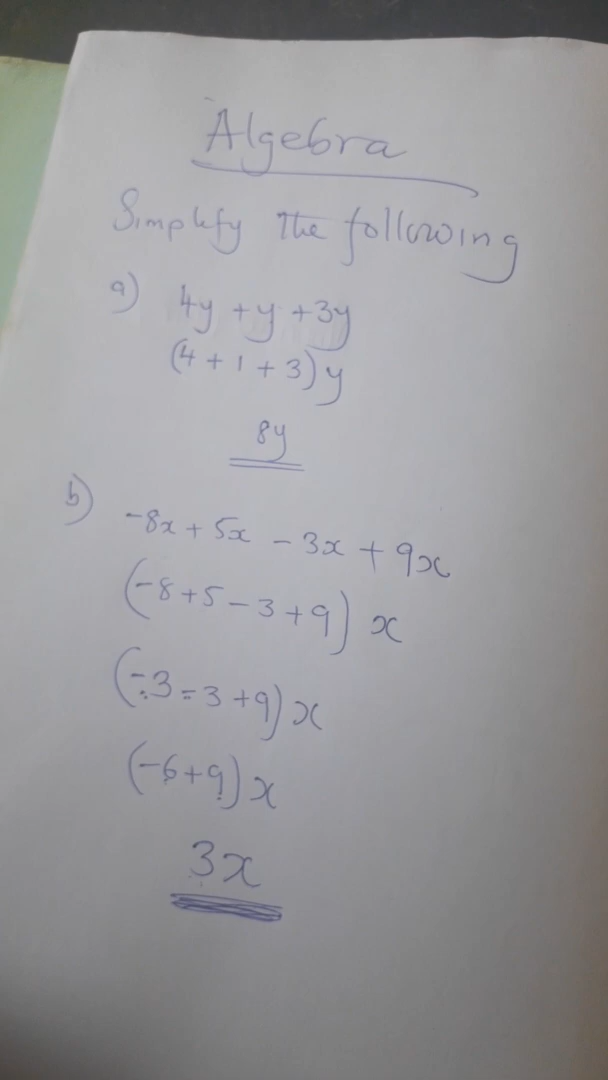 Algebra
Simplify the following
a) 4y + y + 3y
(4 + 1 + 3) y
8y
b) -8x + 5x - 3x + 9x
(-8 + 5 - 3 + 9) x
(-3 - 3 + 9) x
(-6 + 9) x
3x